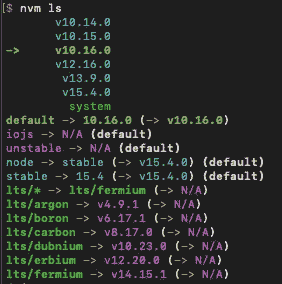 [$ nvm ls
v10.14.0
v10.15.0
-> v10.16.0
v12.16.0
v13.9.0
v15.4.0
system
default -> 10.16.0 (-> v10.16.0)
iojs -> N/A (default)
unstable -> N/A (default)
node -> stable (-> v15.4.0) (default)
stable -> 15.4 (-> v15.4.0) (default)
lts/* -> lts/fermium (-> N/A)
lts/argon -> v4.9.1 (-> N/A)
lts/boron -> v6.17.1 (-> N/A)
lts/carbon -> v8.17.0 (-> N/A)
lts/dubnium -> v10.23.0 (-> N/A)
lts/erbium -> v12.20.0 (-> N/A)
lts/fermium -> v14.15.1 (-> N/A)